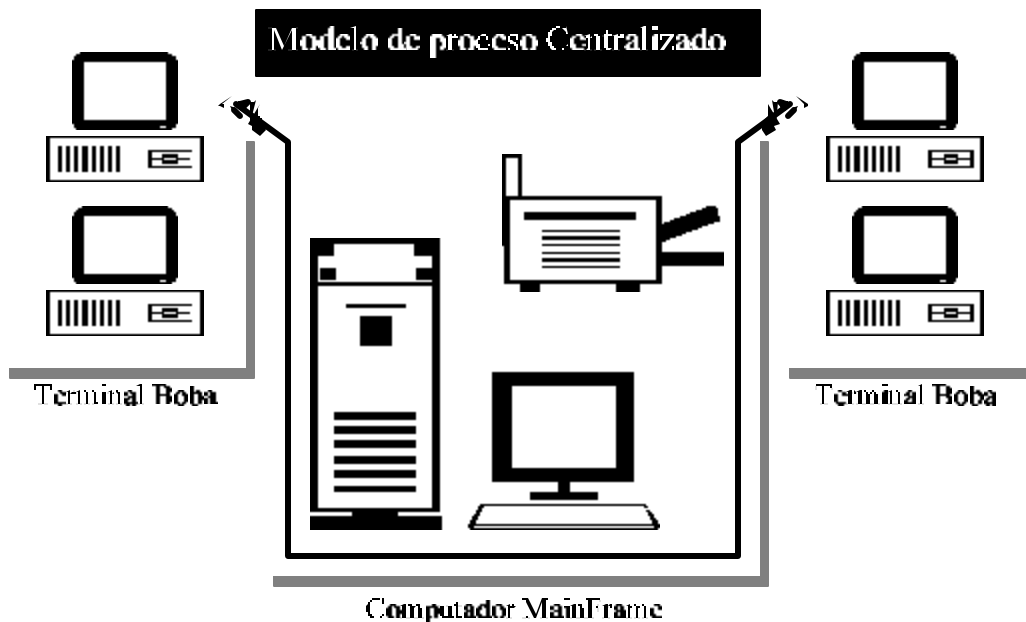 Modelo de proceso Centralizado
Terminal Boba
Terminal Boba
Computador MainFrame